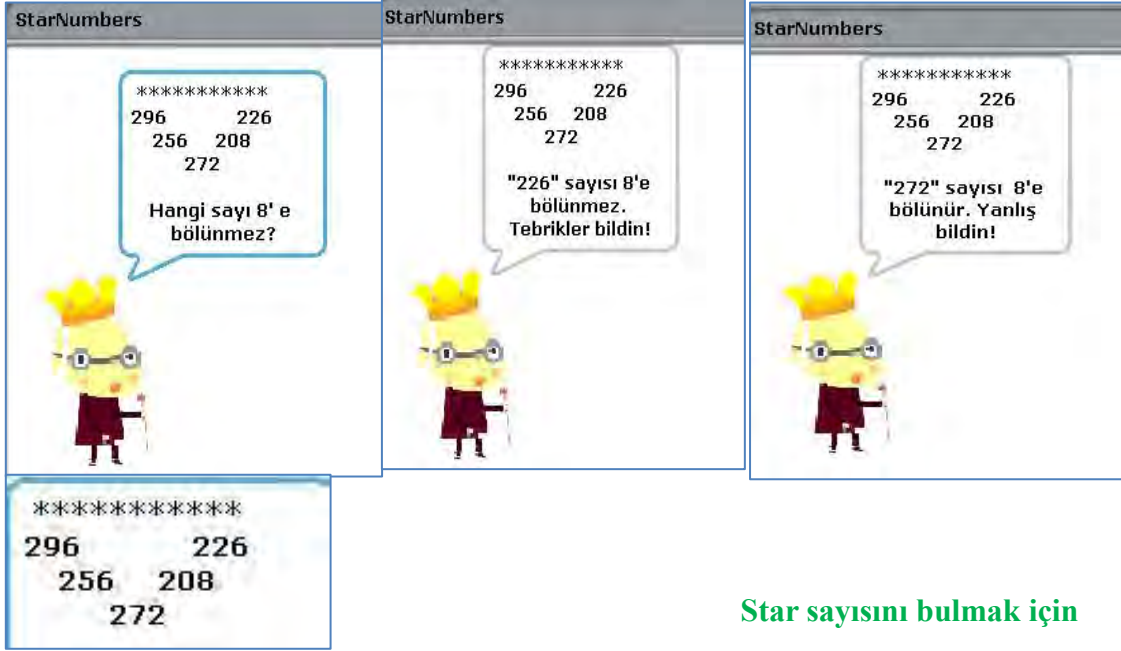 StarNumbers
***********
296 226
256 208
272
Hangi sayı 8' e
bölünmez?
StarNumbers
***********
296 226
256 208
272
"226" sayısı 8'e
bölünmez.
Tebrikler bildin!
StarNumbers
***********
296 226
256 208
272
"272" sayısı 8'e
bölünür. Yanlış
bildin!
***********
296 226
256 208
272
Star sayısını bulmak için